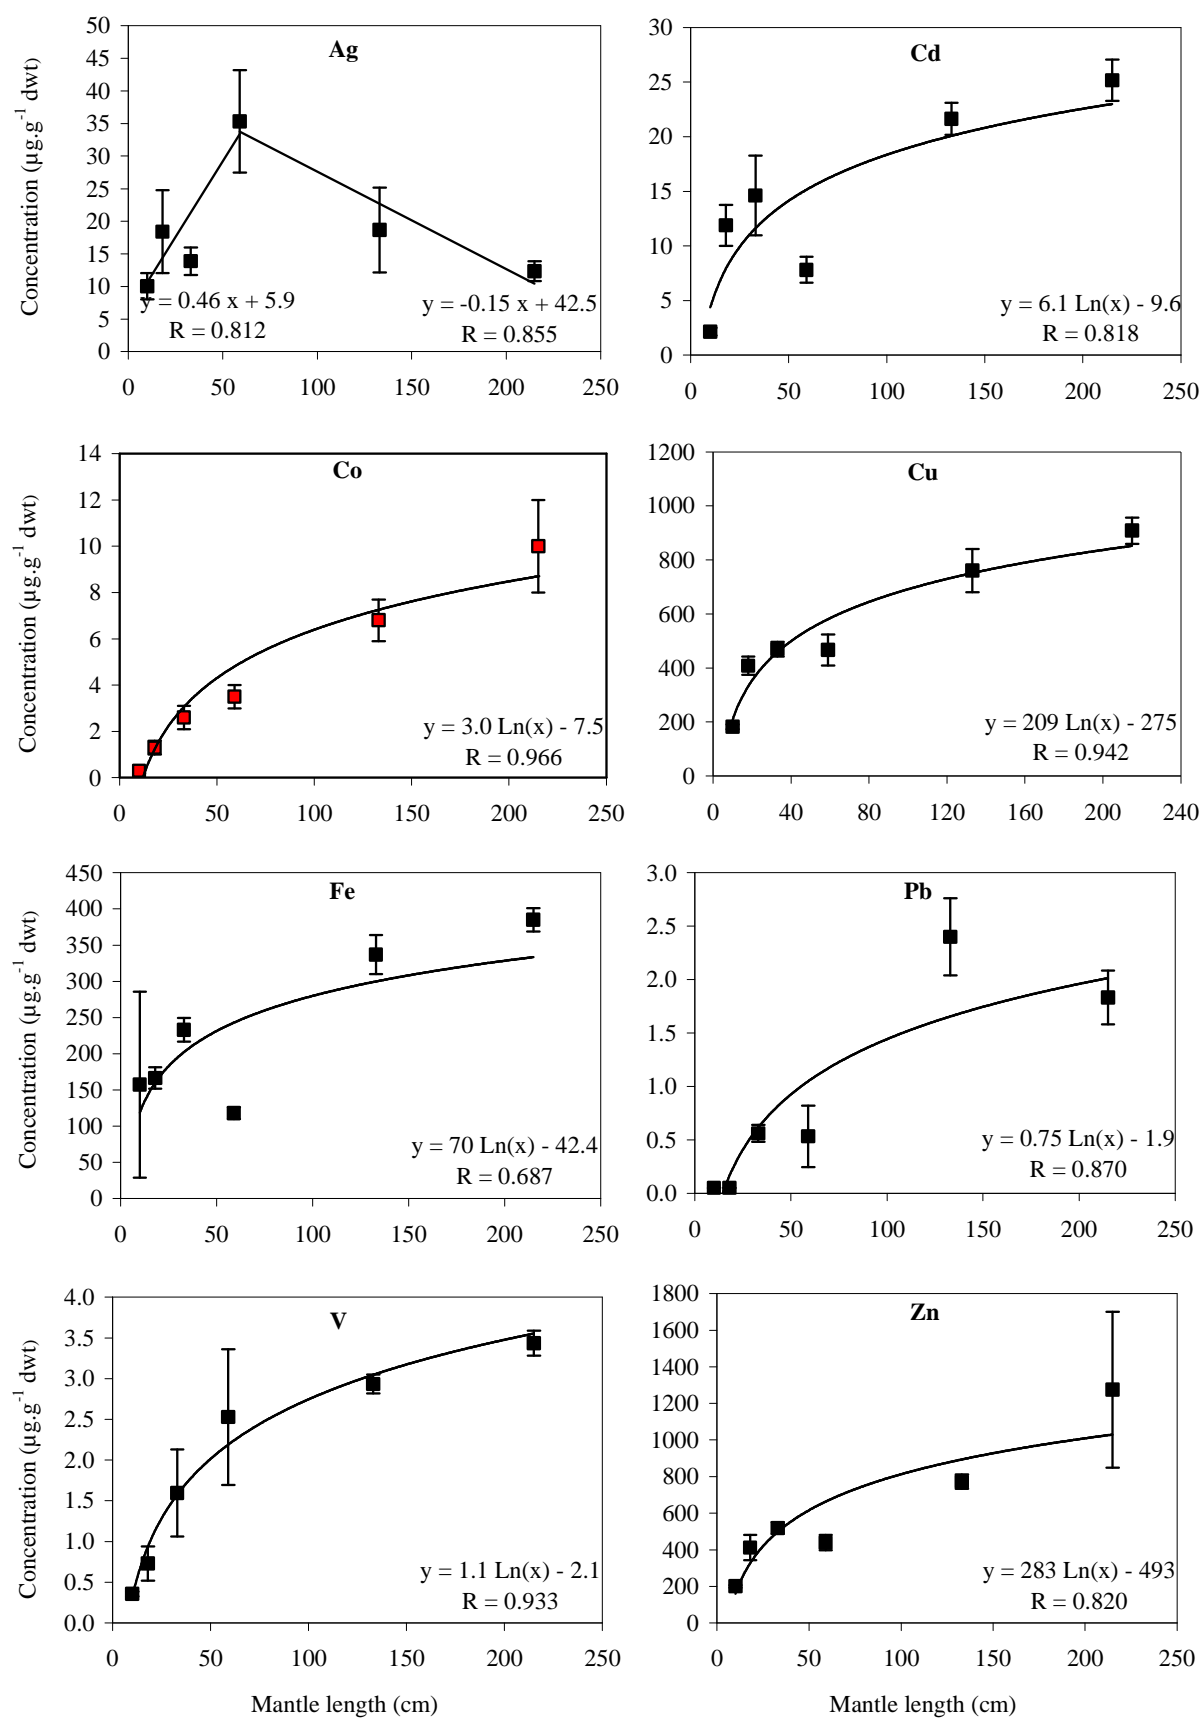 Ag
Concentration (µg.g-1 dwt)
50
45
40
35
30
25
20
15
10
5
0
y = 0.46 x + 5.9
R = 0.812
y = -0.15 x + 42.5
R = 0.855
0 50 100 150 200 250
Cd
30
25
20
15
10
5
0
y = 6.1 Ln(x) - 9.6
R = 0.818
0 50 100 150 200 250
Co
Concentration (µg.g-1 dwt)
14
12
10
8
6
4
2
0
y = 3.0 Ln(x) - 7.5
R = 0.966
0 50 100 150 200 250
Cu
1200
1000
800
600
400
200
0
y = 209 Ln(x) - 275
R = 0.942
0 40 80 120 160 200 240
Fe
Concentration (µg.g-1 dwt)
450
400
350
300
250
200
150
100
50
0
y = 70 Ln(x) - 42.4
R = 0.687
0 50 100 150 200 250
Pb
3.0
2.5
2.0
1.5
1.0
0.5
0.0
y = 0.75 Ln(x) - 1.9
R = 0.870
0 50 100 150 200 250
V
Concentration (µg.g-1 dwt)
4.0
3.5
3.0
2.5
2.0
1.5
1.0
0.5
0.0
y = 1.1 Ln(x) - 2.1
R = 0.933
0 50 100 150 200 250
Mantle length (cm)
Zn
1800
1600
1400
1200
1000
800
600
400
200
0
y = 283 Ln(x) - 493
R = 0.820
0 50 100 150 200 250
Mantle length (cm)